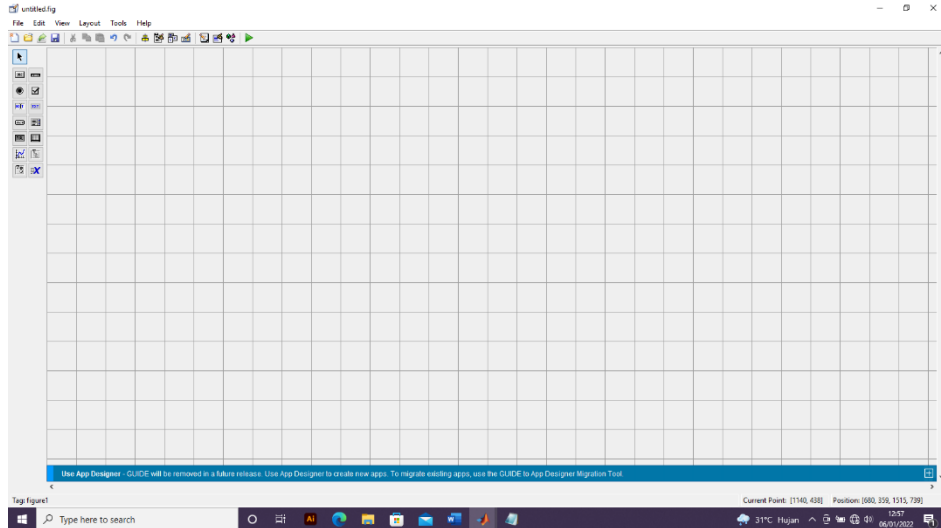 untitled.fig
File Edit View Layout Tools Help
Use App Designer - GUIDE will be removed in a future release. Use App Designer to create new apps. To migrate existing apps, use the GUIDE to App Designer Migration Tool.
Tag: figure1
Current Point: [1140, 438] Position: [680, 359, 1515, 739]
Type here to search
Ai
31°C Hujan
12:57
06/01/2022